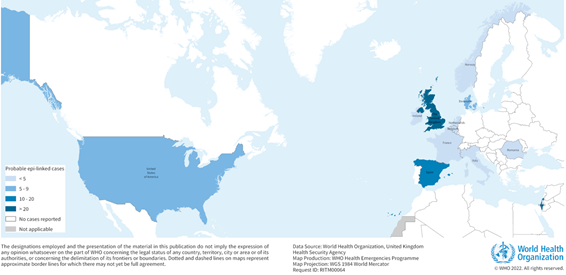 Norway
Denmark
Ireland
Netherlands
Belgium
France
Romania
Italy
Spain
United
States
of America
Probable epi-linked cases
< 5
5 - 9
10 - 20
> 20
No cases reported
Not applicable
The designations employed and the presentation of the material in this publication do not imply the expression of
any opinion whatsoever on the part of WHO concerning the legal status of any country, territory, city or area or of its
authorities, or concerning the delimitation of its frontiers or boundaries. Dotted and dashed lines on maps represent
approximate border lines for which there may not yet be full agreement.
Data Source: World Health Organization, United Kingdom
Health Security Agency
Map Production: WHO Health Emergencies Programme
Map Projection: WGS 1984 World Mercator
Request ID: RITM00064
World Health
Organization
© WHO 2022. All rights reserved.